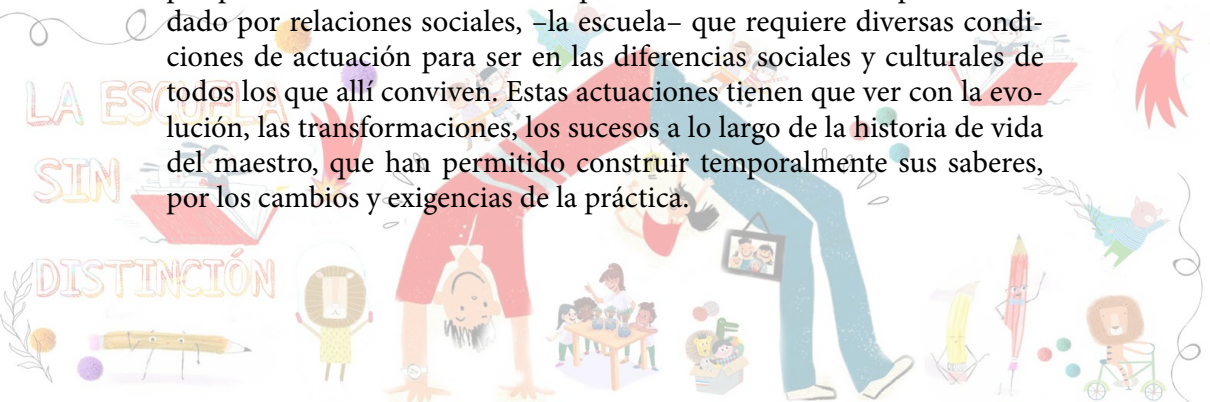 dado por relaciones sociales, –la escuela– que requiere diversas condi-
ciones de actuación para ser en las diferencias sociales y culturales de
todos los que allí conviven. Estas actuaciones tienen que ver con la evo-
lución, las transformaciones, los sucesos a lo largo de la historia de vida
del maestro, que han permitido construir temporalmente sus saberes,
por los cambios y exigencias de la práctica.
LA ESCUELA
SIN
DISTINCIÓN